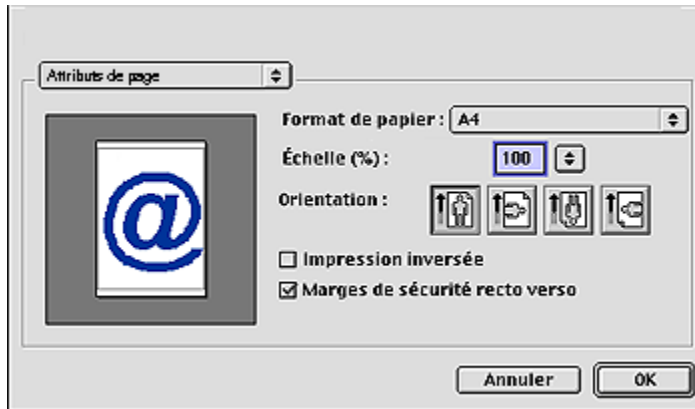 Attributs de page
Format de papier : A4
Échelle (%) : 100
Orientation :
Impression inversée
Marges de sécurité recto verso
@
Annuler OK